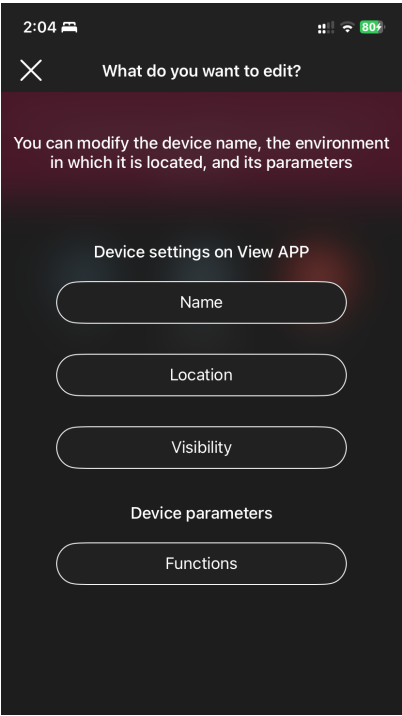 2:04
80
What do you want to edit?
You can modify the device name, the environment
in which it is located, and its parameters
Device settings on View APP
Name
Location
Visibility
Device parameters
Functions